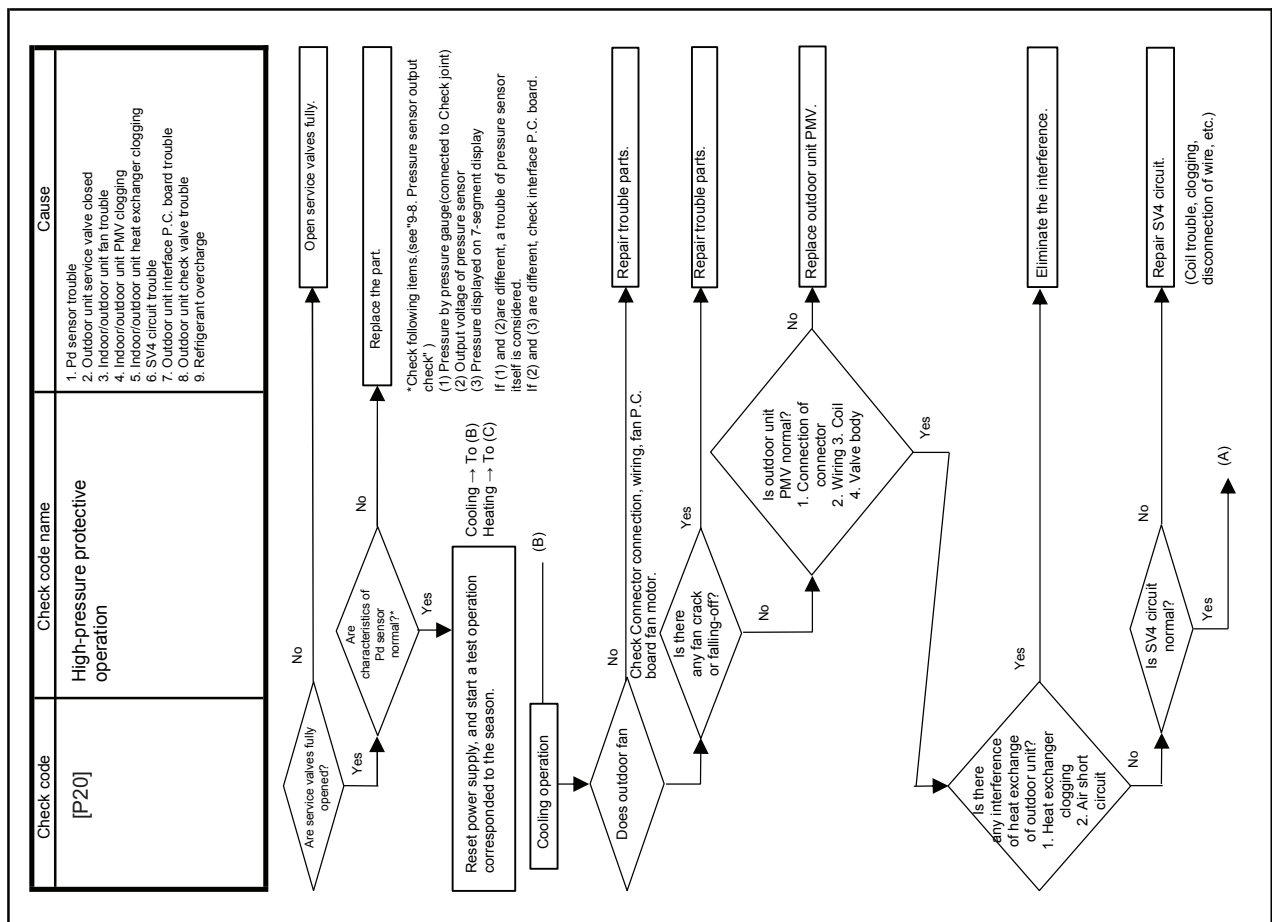 Check code
Check code name
Cause
[P20]
High-pressure protective
operation
1. Pd sensor trouble
2. Outdoor unit service valve closed
3. Indoor/outdoor unit fan trouble
4. Indoor/outdoor unit PMV clogging
5. Indoor/outdoor unit heat exchanger clogging
6. SV4 circuit trouble
7. Outdoor unit interface P.C. board trouble
8. Outdoor unit check valve trouble
9. Refrigerant overcharge
Are service valves fully
opened?
No
Open service valves fully.
Yes
Are
characteristics of
Pd sensor
normal?*
No
Replace the part.
Yes
*Check following items.(see"9-8. Pressure sensor output
check" )
(1) Pressure by pressure gauge(connected to Check joint)
(2) Output voltage of pressure sensor
(3) Pressure displayed on 7-segment display
If (1) and (2)are different, a trouble of pressure sensor
itself is considered.
If (2) and (3) are different, check interface P.C. board.
Reset power supply, and start a test operation
corresponded to the season.
Cooling → To (B)
Heating → To (C)
Cooling operation
(B)
Does outdoor fan
No
Repair trouble parts.
Check Connector connection, wiring, fan P.C.
board fan motor.
Is there
any fan crack
or falling-off?
Yes
Repair trouble parts.
No
Is outdoor unit
PMV normal?
1. Connection of
connector
2. Wiring 3. Coil
4. Valve body
No
Replace outdoor unit PMV.
Yes
Is there
any interference
of heat exchange
of outdoor unit?
1. Heat exchanger
clogging
2. Air short
circuit
Yes
Eliminate the interference.
No
Is SV4 circuit
normal?
No
Repair SV4 circuit.
(Coil trouble, clogging,
disconnection of wire, etc.)
Yes
(A)